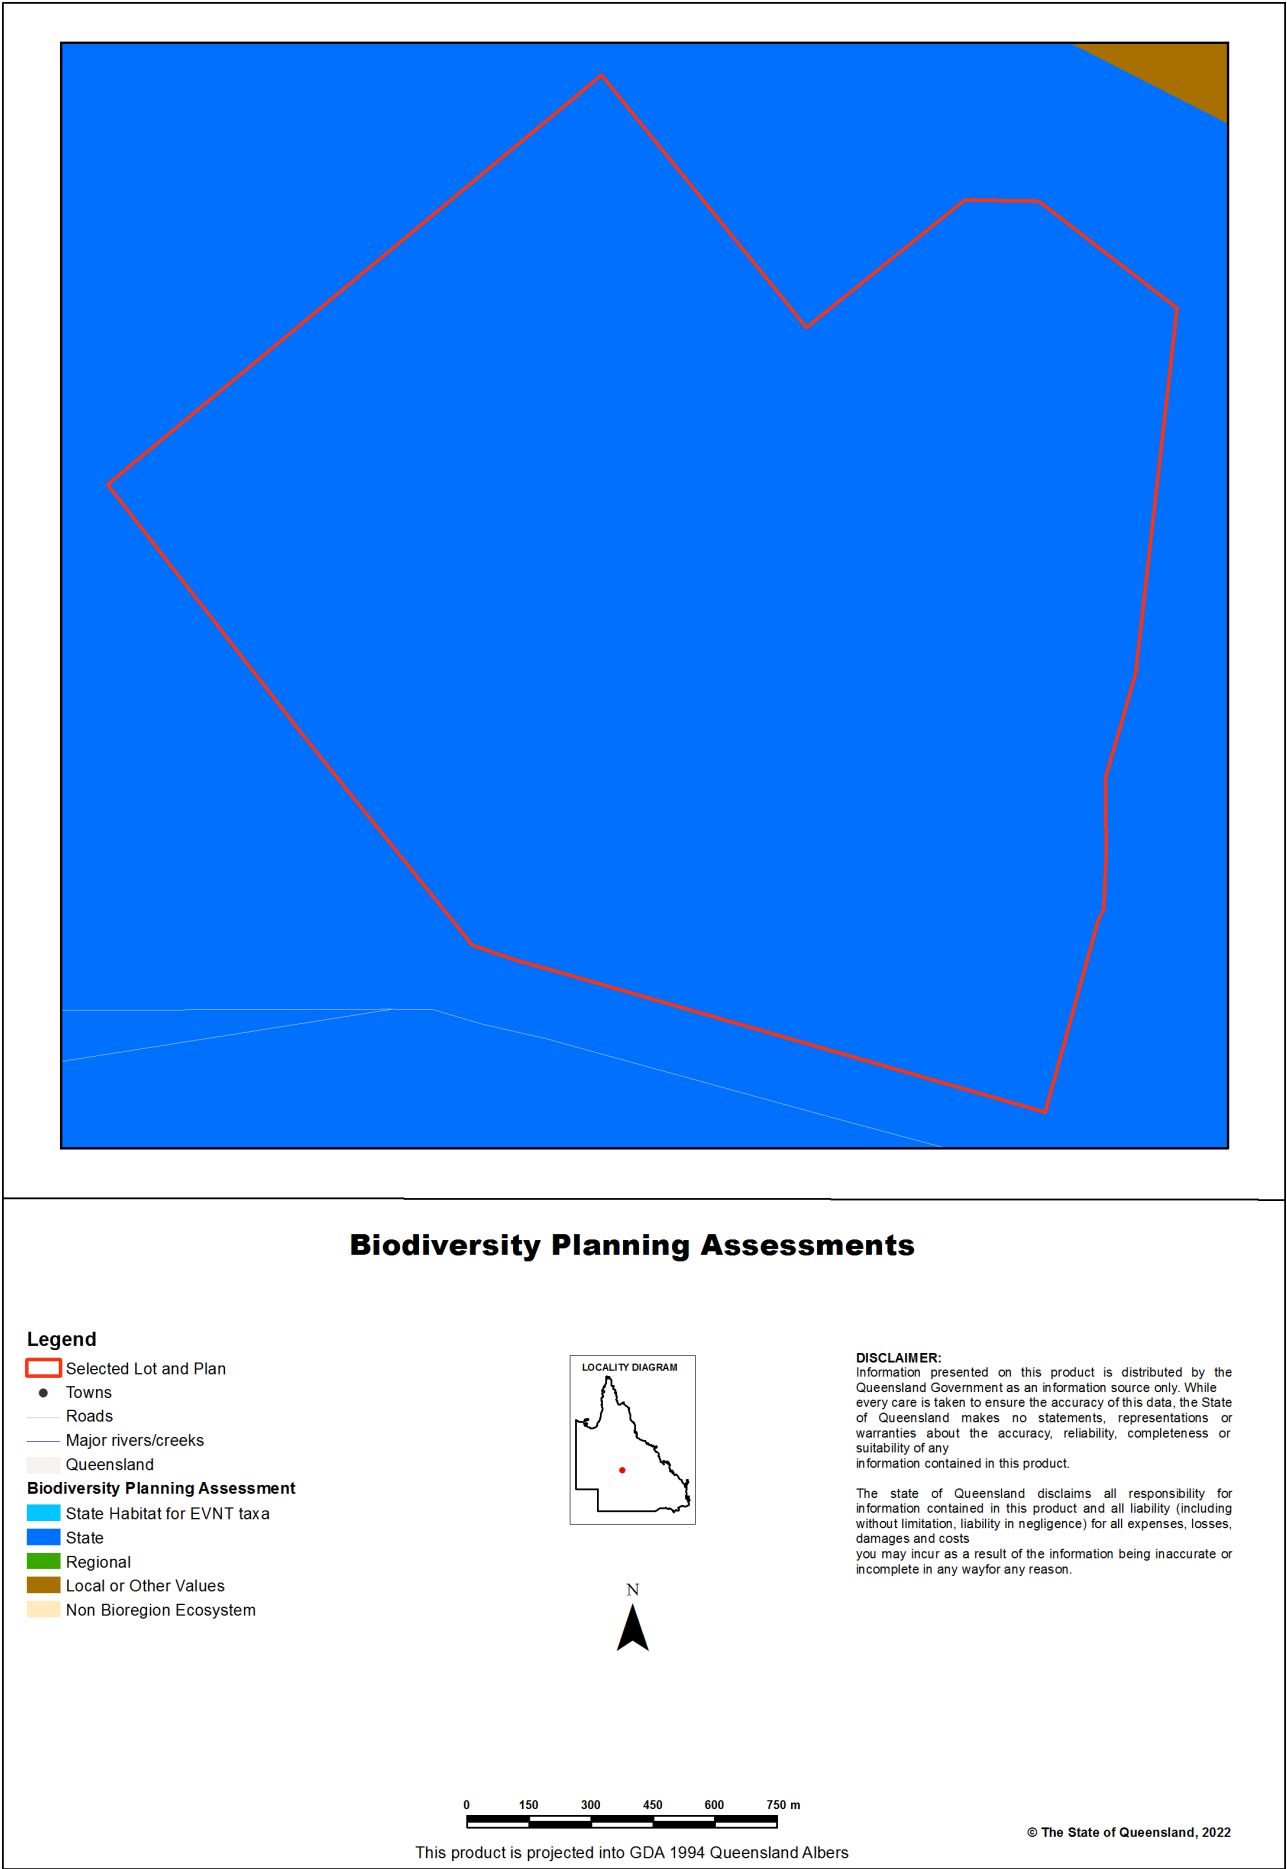 Biodiversity Planning Assessments
Legend
Selected Lot and Plan
Towns
Roads
Major rivers/creeks
Queensland
Biodiversity Planning Assessment
State Habitat for EVNT taxa
State
Regional
Local or Other Values
Non Bioregion Ecosystem
LOCALITY DIAGRAM
N
DISCLAIMER:
Information presented on this product is distributed by the
Queensland Government as an information source only. While
every care is taken to ensure the accuracy of this data, the State
of Queensland makes no statements, representations or
warranties about the accuracy, reliability, completeness or
suitability of any
information contained in this product.
The state of Queensland disclaims all responsibility for
information contained in this product and all liability (including
without limitation, liability in negligence) for all expenses, losses,
damages and costs
you may incur as a result of the information being inaccurate or
incomplete in any wayfor any reason.
0 150 300 450 600 750 m
This product is projected into GDA 1994 Queensland Albers
© The State of Queensland, 2022